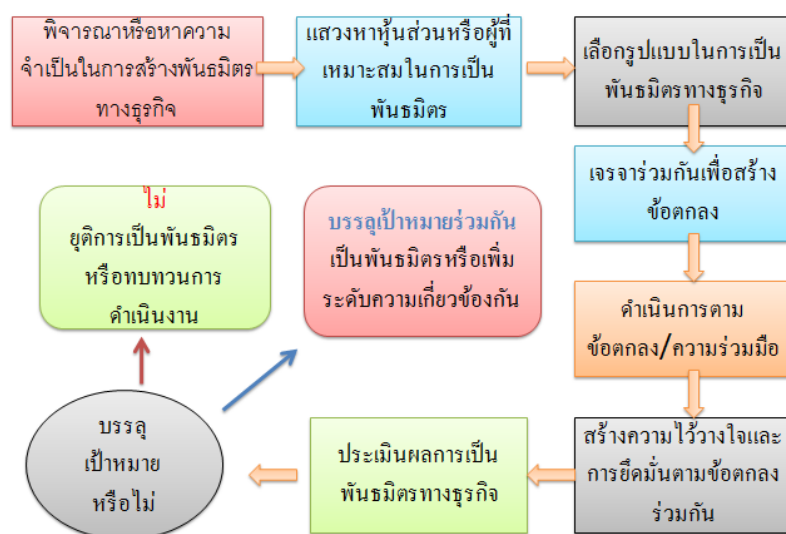 พิจารณาหรือหาความ
จำเป็นในการสร้างพันธมิตร
ทางธุรกิจ
แสวงหาหุ้นส่วนหรือผู้ที่
เหมาะสมในการเป็น
พันธมิตร
เลือกรูปแบบในการเป็น
พันธมิตรทางธุรกิจ
เจรจาร่วมกันเพื่อสร้าง
ข้อตกลง
ดำเนินการตาม
ข้อตกลง/ความร่วมมือ
สร้างความไว้วางใจและ
การยึดมั่นตามข้อตกลง
ร่วมกัน
ประเมินผลการเป็น
พันธมิตรทางธุรกิจ
บรรลุ
เป้าหมาย
หรือไม่
ไม่
ยุติการเป็นพันธมิตร
หรือทบทวนการ
ดำเนินงาน
บรรลุเป้าหมายร่วมกัน
เป็นพันธมิตรหรือเพิ่ม
ระดับความเกี่ยวข้องกัน